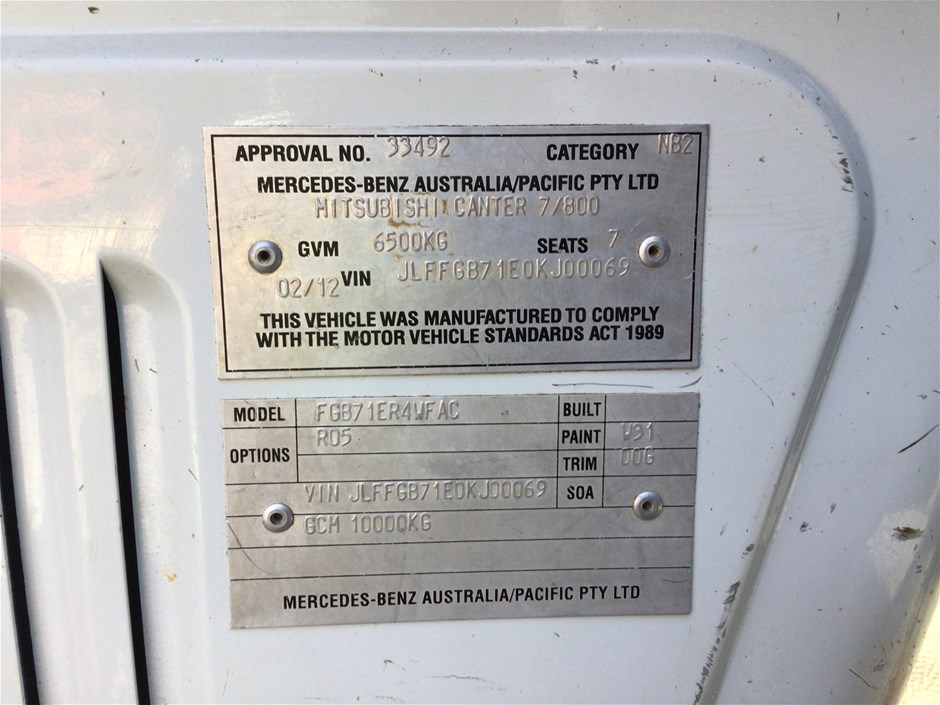 APPROVAL NO. 33492 CATEGORY NB2
MERCEDES-BENZ AUSTRALIA/PACIFIC PTY LTD
MITSUBISHI CANTER 7/800
GVM 6500KG SEATS 7
02/12 VIN JLFFGB71E0KJ00069
THIS VEHICLE WAS MANUFACTURED TO COMPLY
WITH THE MOTOR VEHICLE STANDARDS ACT 1989
MODEL FGB71ER4WFAC BUILT
OPTIONS R05 PAINT W91
TRIM 00G
VIN JLFFGB71E0KJ00069 SOA
GCM 10000KG
MERCEDES-BENZ AUSTRALIA/PACIFIC PTY LTD